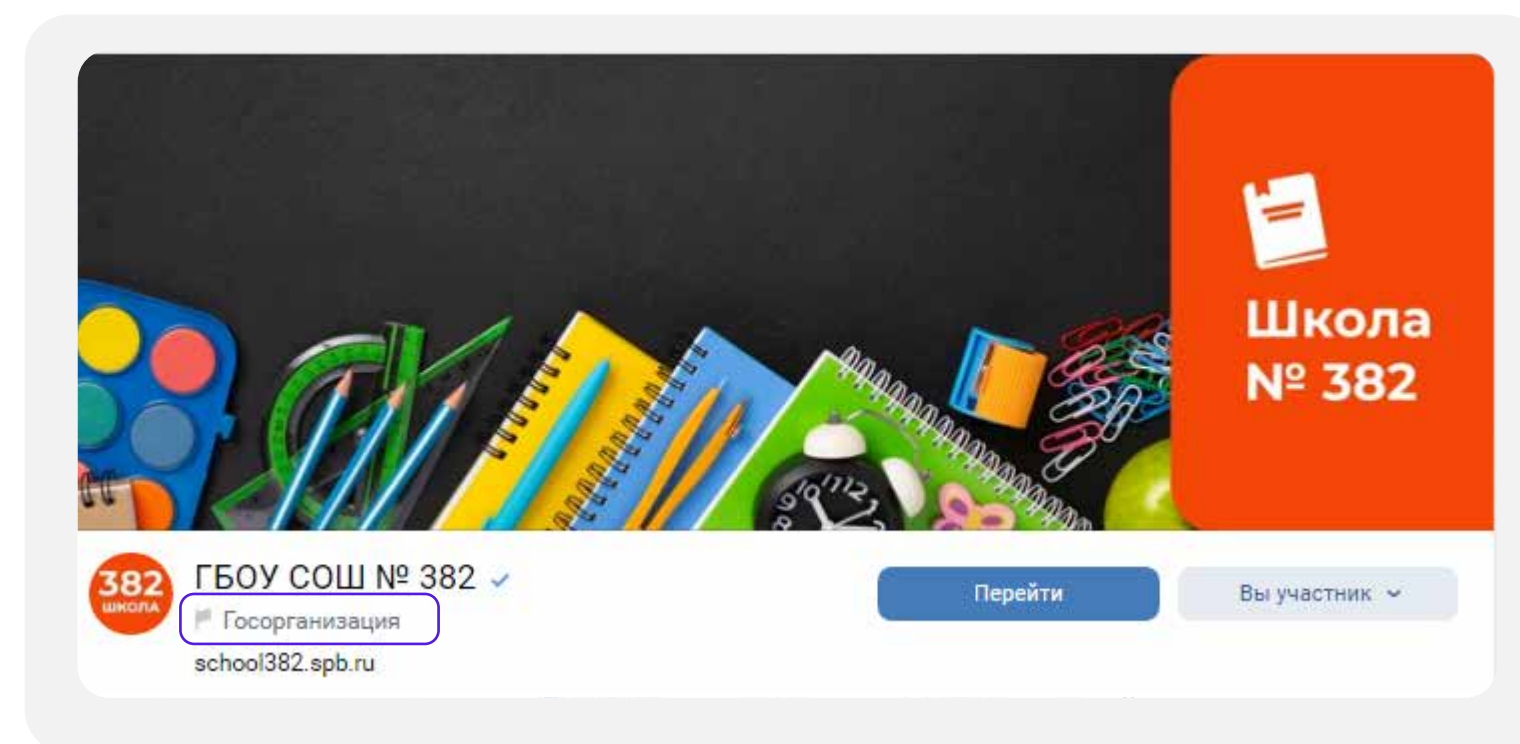 Школа
№ 382
382
ШКОЛА
ГБОУ СОШ № 382
Госорганизация
school382.spb.ru
Перейти
Вы участник